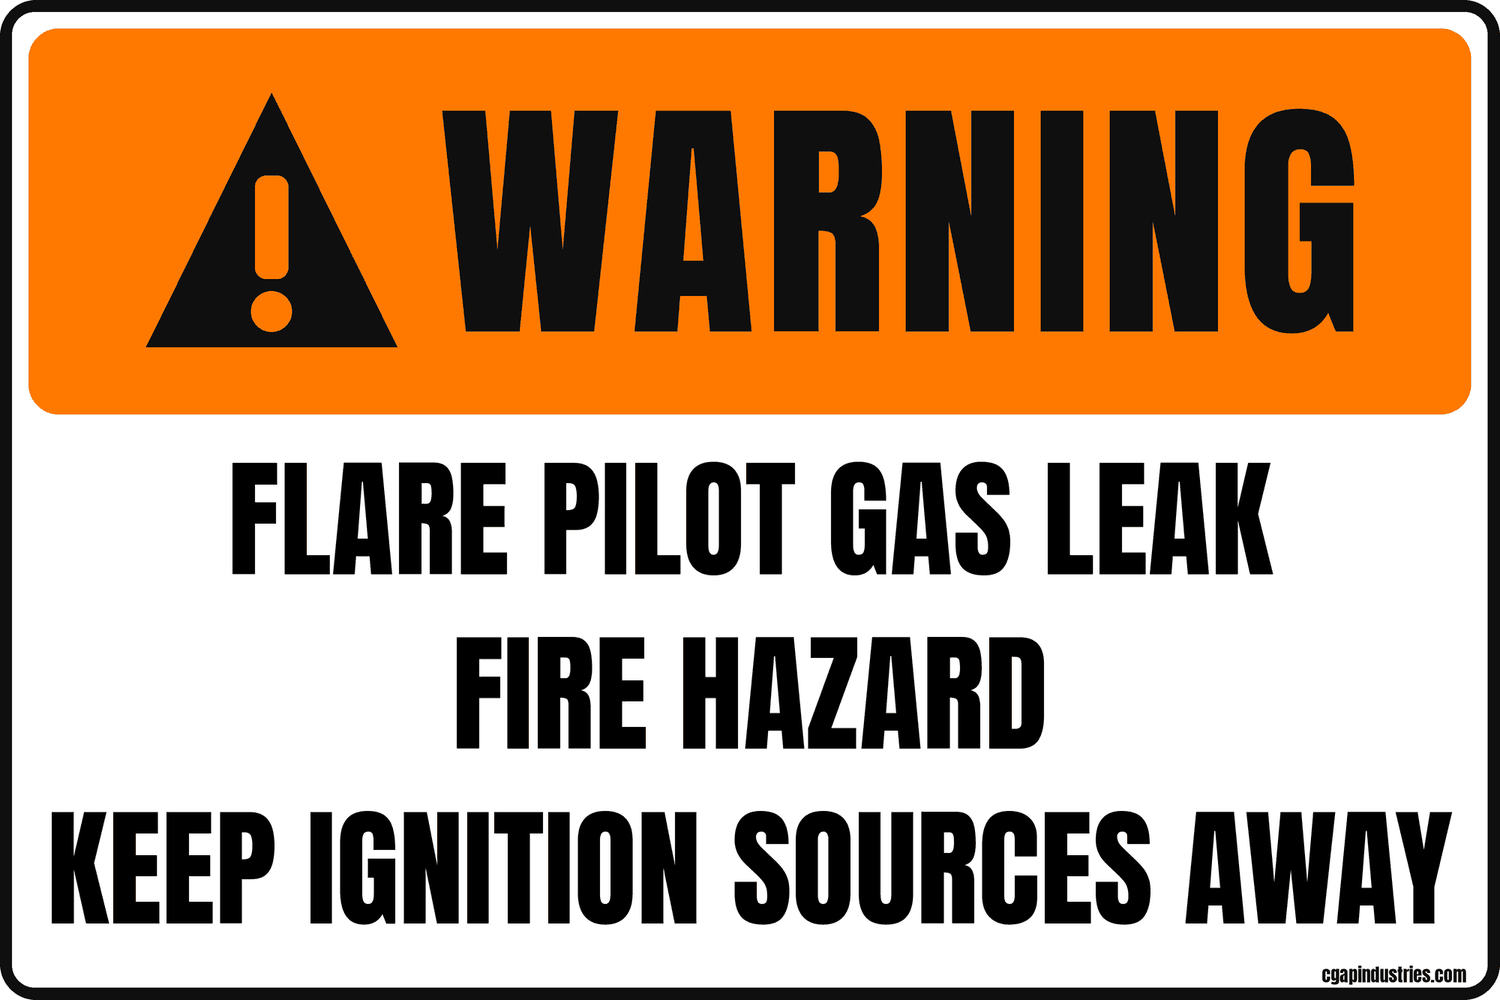 WARNING
FLARE PILOT GAS LEAK
FIRE HAZARD
KEEP IGNITION SOURCES AWAY
cgapindustries.com